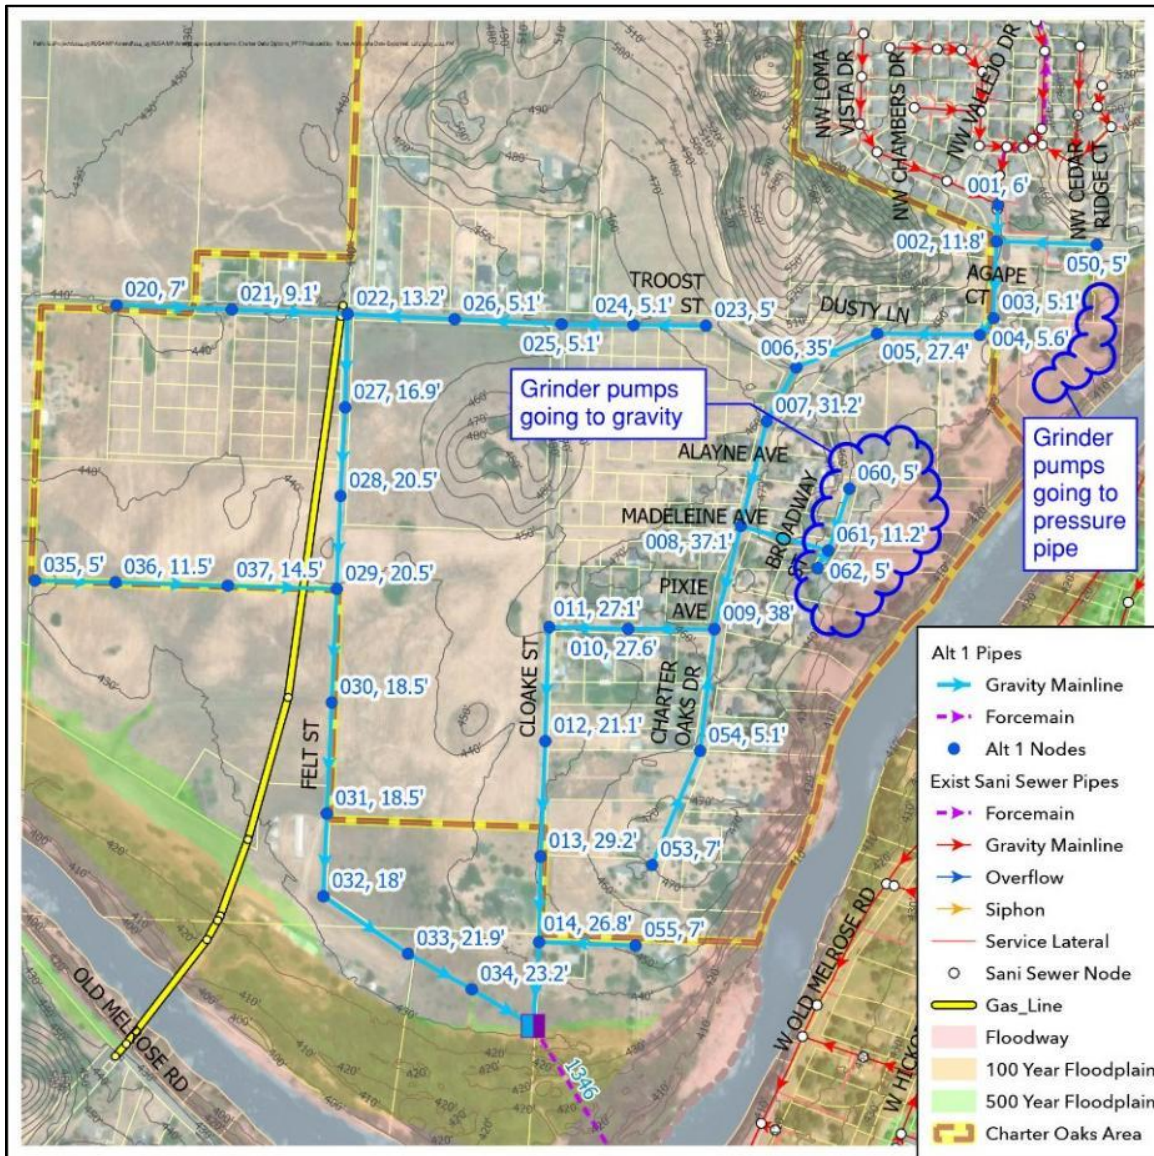 NW LOMA
VISTA DR
NW CHAMBERS DR
NW VALLEJO DR
NW CEDAR
RIDGE CT
001, 6'
002, 11.8'
050, 5'
AGAPE
CT
003, 5.1'
004, 5.6'
DUSTY LN
005, 27.4'
006, 35'
007, 31.2'
TROOST
ST
020, 7'
021, 9.1'
022, 13.2'
026, 5.1'
024, 5.1'
023, 5'
025, 5.1'
027, 16.9'
028, 20.5'
Grinder pumps
going to gravity
Grinder
pumps
going to
pressure
pipe
ALAYNE AVE
MADELEINE AVE
BROADWAY
ST
060, 5'
061, 11.2'
062, 5'
008, 37.1'
PIXIE
AVE
009, 38'
011, 27.1'
010, 27.6'
035, 5'
036, 11.5'
037, 14.5'
029, 20.5'
CLOAKE ST
CHARTER
OAKS DR
012, 21.1'
054, 5.1'
030, 18.5'
FELT ST
031, 18.5'
013, 29.2'
053, 7'
032, 18'
014, 26.8'
055, 7'
033, 21.9'
034, 23.2'
1346
OLD MELROSE RD
W OLD MELROSE RD
Alt 1 Pipes
Gravity Mainline
Forcemain
Alt 1 Nodes
Exist Sani Sewer Pipes
Forcemain
Gravity Mainline
Overflow
Siphon
Service Lateral
Sani Sewer Node
Gas_Line
Floodway
100 Year Floodplain
500 Year Floodplain
Charter Oaks Area